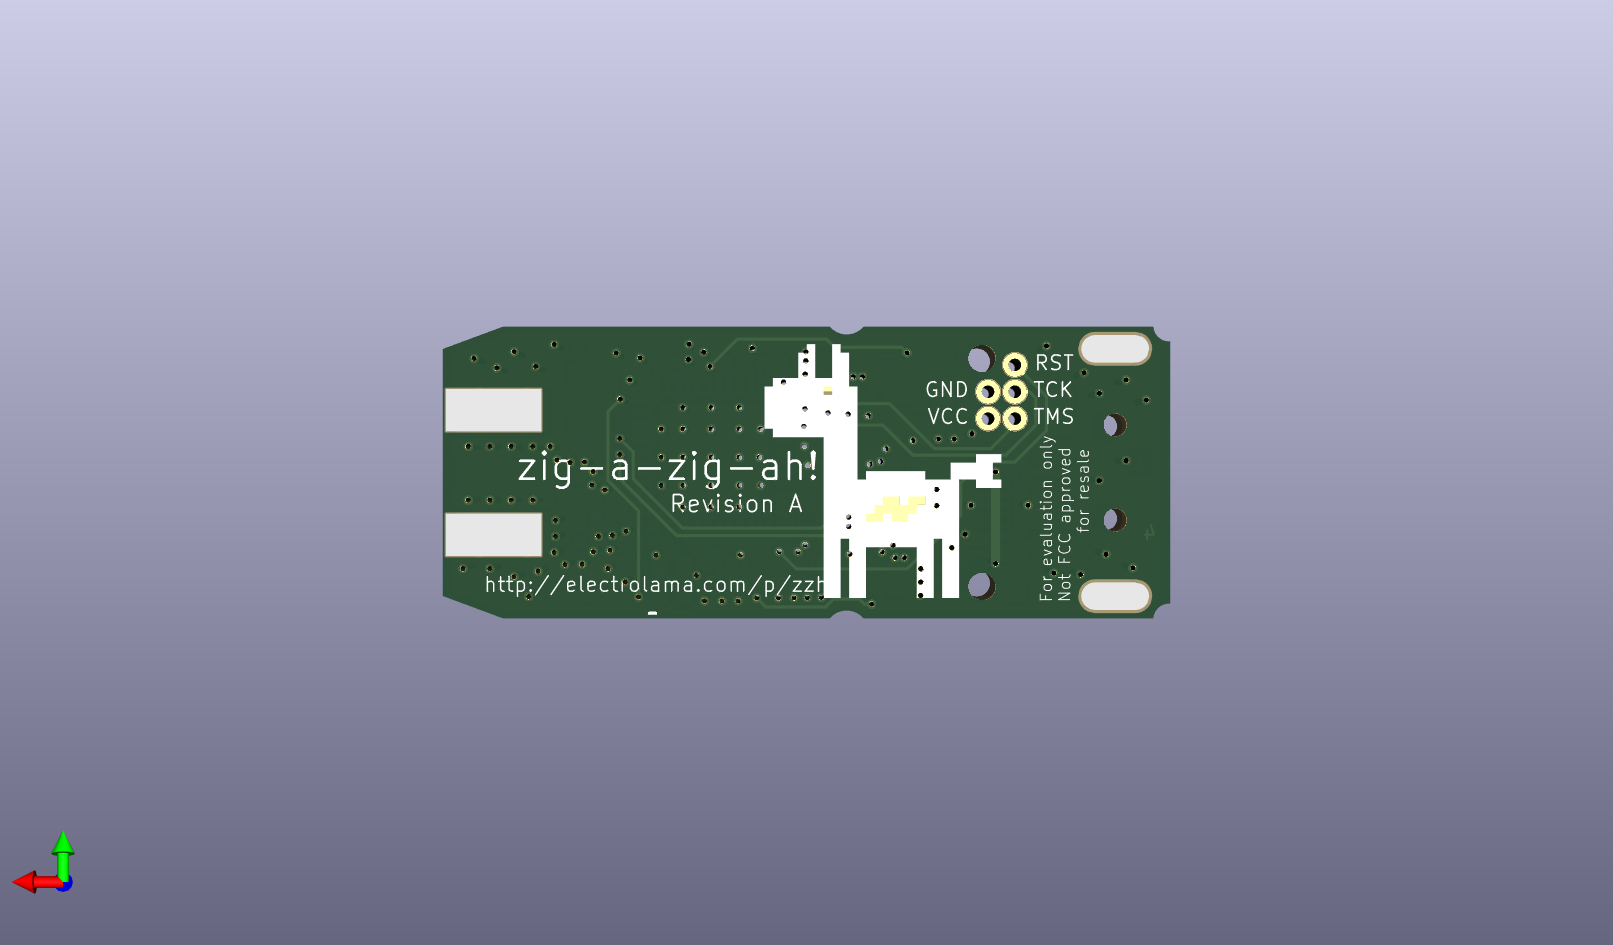 RST
GND TCK
VCC TMS
zig-a-zig-ah!
Revision A
http://electrolama.com/p/zzh
For evaluation only
Not FCC approved
for resale